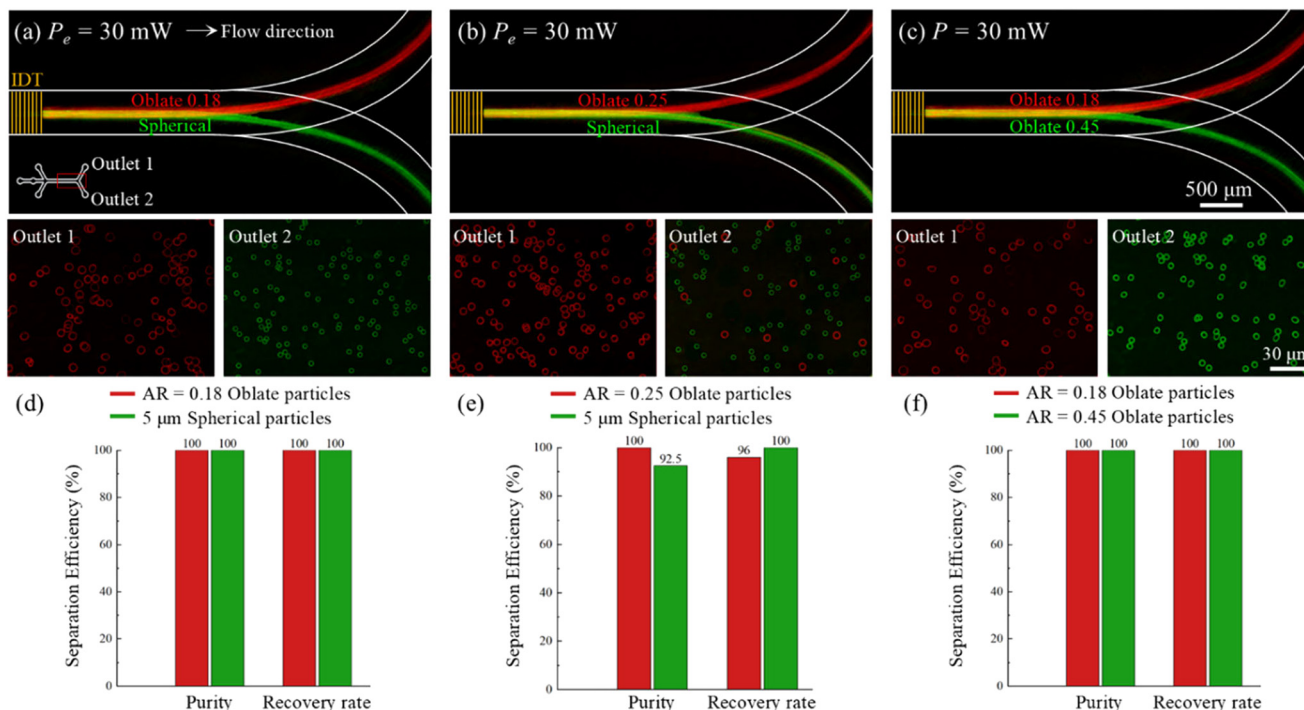 (a) Pₑ = 30 mW → Flow direction
IDT
Oblate 0.18
Spherical
Outlet 1
Outlet 2
(b) Pₑ = 30 mW
Oblate 0.25
Spherical
(c) P = 30 mW
Oblate 0.18
Oblate 0.45
500 μm
Outlet 1
Outlet 2
Outlet 1
Outlet 2
Outlet 1
Outlet 2
30 μm
(d)
AR = 0.18 Oblate particles
5 μm Spherical particles
100 100 100 100
100
80
60
40
20
0
Separation Efficiency (%)
Purity Recovery rate
(e)
AR = 0.25 Oblate particles
5 μm Spherical particles
100 92.5 96 100
100
80
60
40
20
0
Separation Efficiency (%)
Purity Recovery rate
(f)
AR = 0.18 Oblate particles
AR = 0.45 Oblate particles
100 100 100 100
100
80
60
40
20
0
Separation Efficiency (%)
Purity Recovery rate